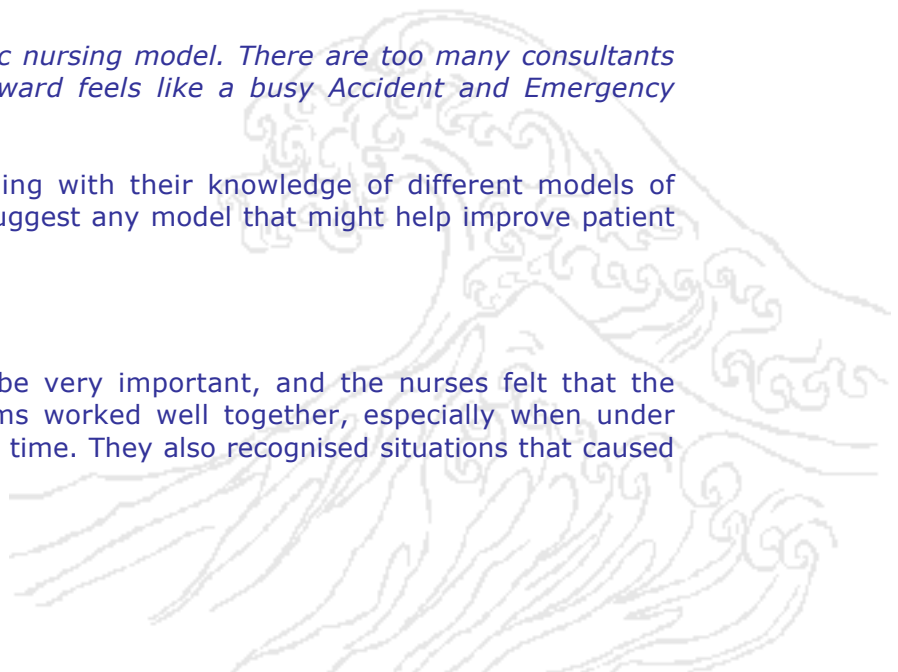 c nursing model. There are too many consultants
ward feels like a busy Accident and Emergency
ing with their knowledge of different models of
uggest any model that might help improve patient
be very important, and the nurses felt that the
ms worked well together, especially when under
time. They also recognised situations that caused